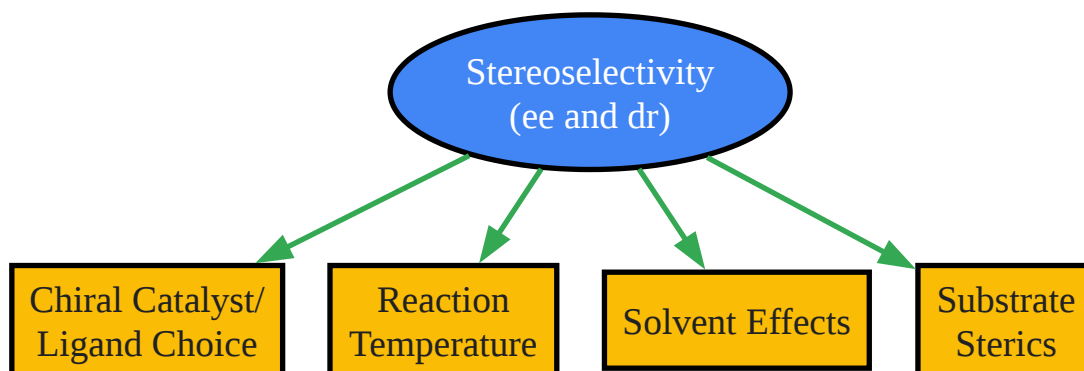 Stereoselectivity
(ee and dr)
Chiral Catalyst/
Ligand Choice
Reaction
Temperature
Solvent Effects
Substrate
Sterics